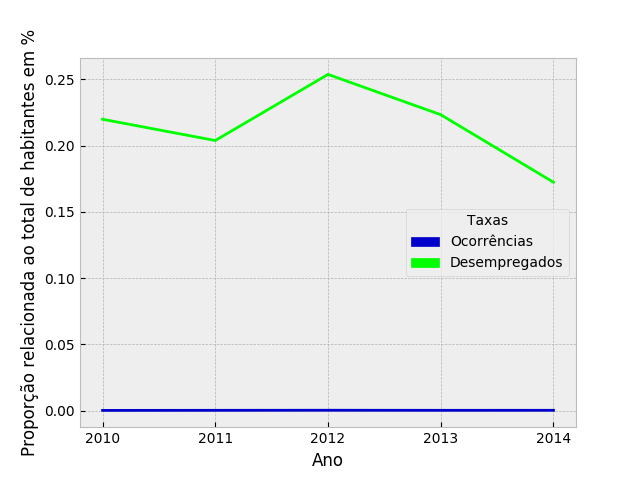 Proporção relacionada ao total de habitantes em %
0.25
0.20
0.15
0.10
0.05
0.00
Taxas
Ocorrências
Desempregados
2010 2011 2012 2013 2014
Ano